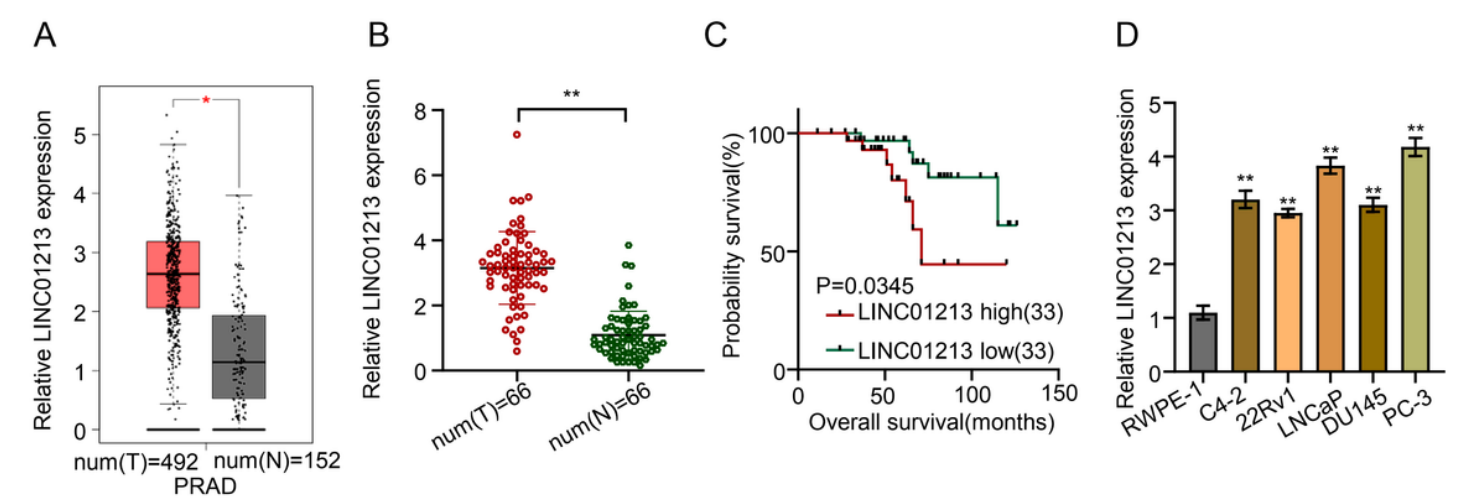 A
Relative LINC01213 expression
5
4
3
2
1
0
*
num(T)=492 num(N)=152
PRAD
B
Relative LINC01213 expression
8
6
4
2
0
**
num(T)=66
num(N)=66
C
Probability survival(%)
100
50
0
P=0.0345
LINC01213 high(33)
LINC01213 low(33)
0 50 100 150
Overall survival(months)
D
Relative LINC01213 expression
5
4
3
2
1
0
** ** ** ** **
RWPE-1
C4-2
22Rv1
LNCaP
DU145
PC-3